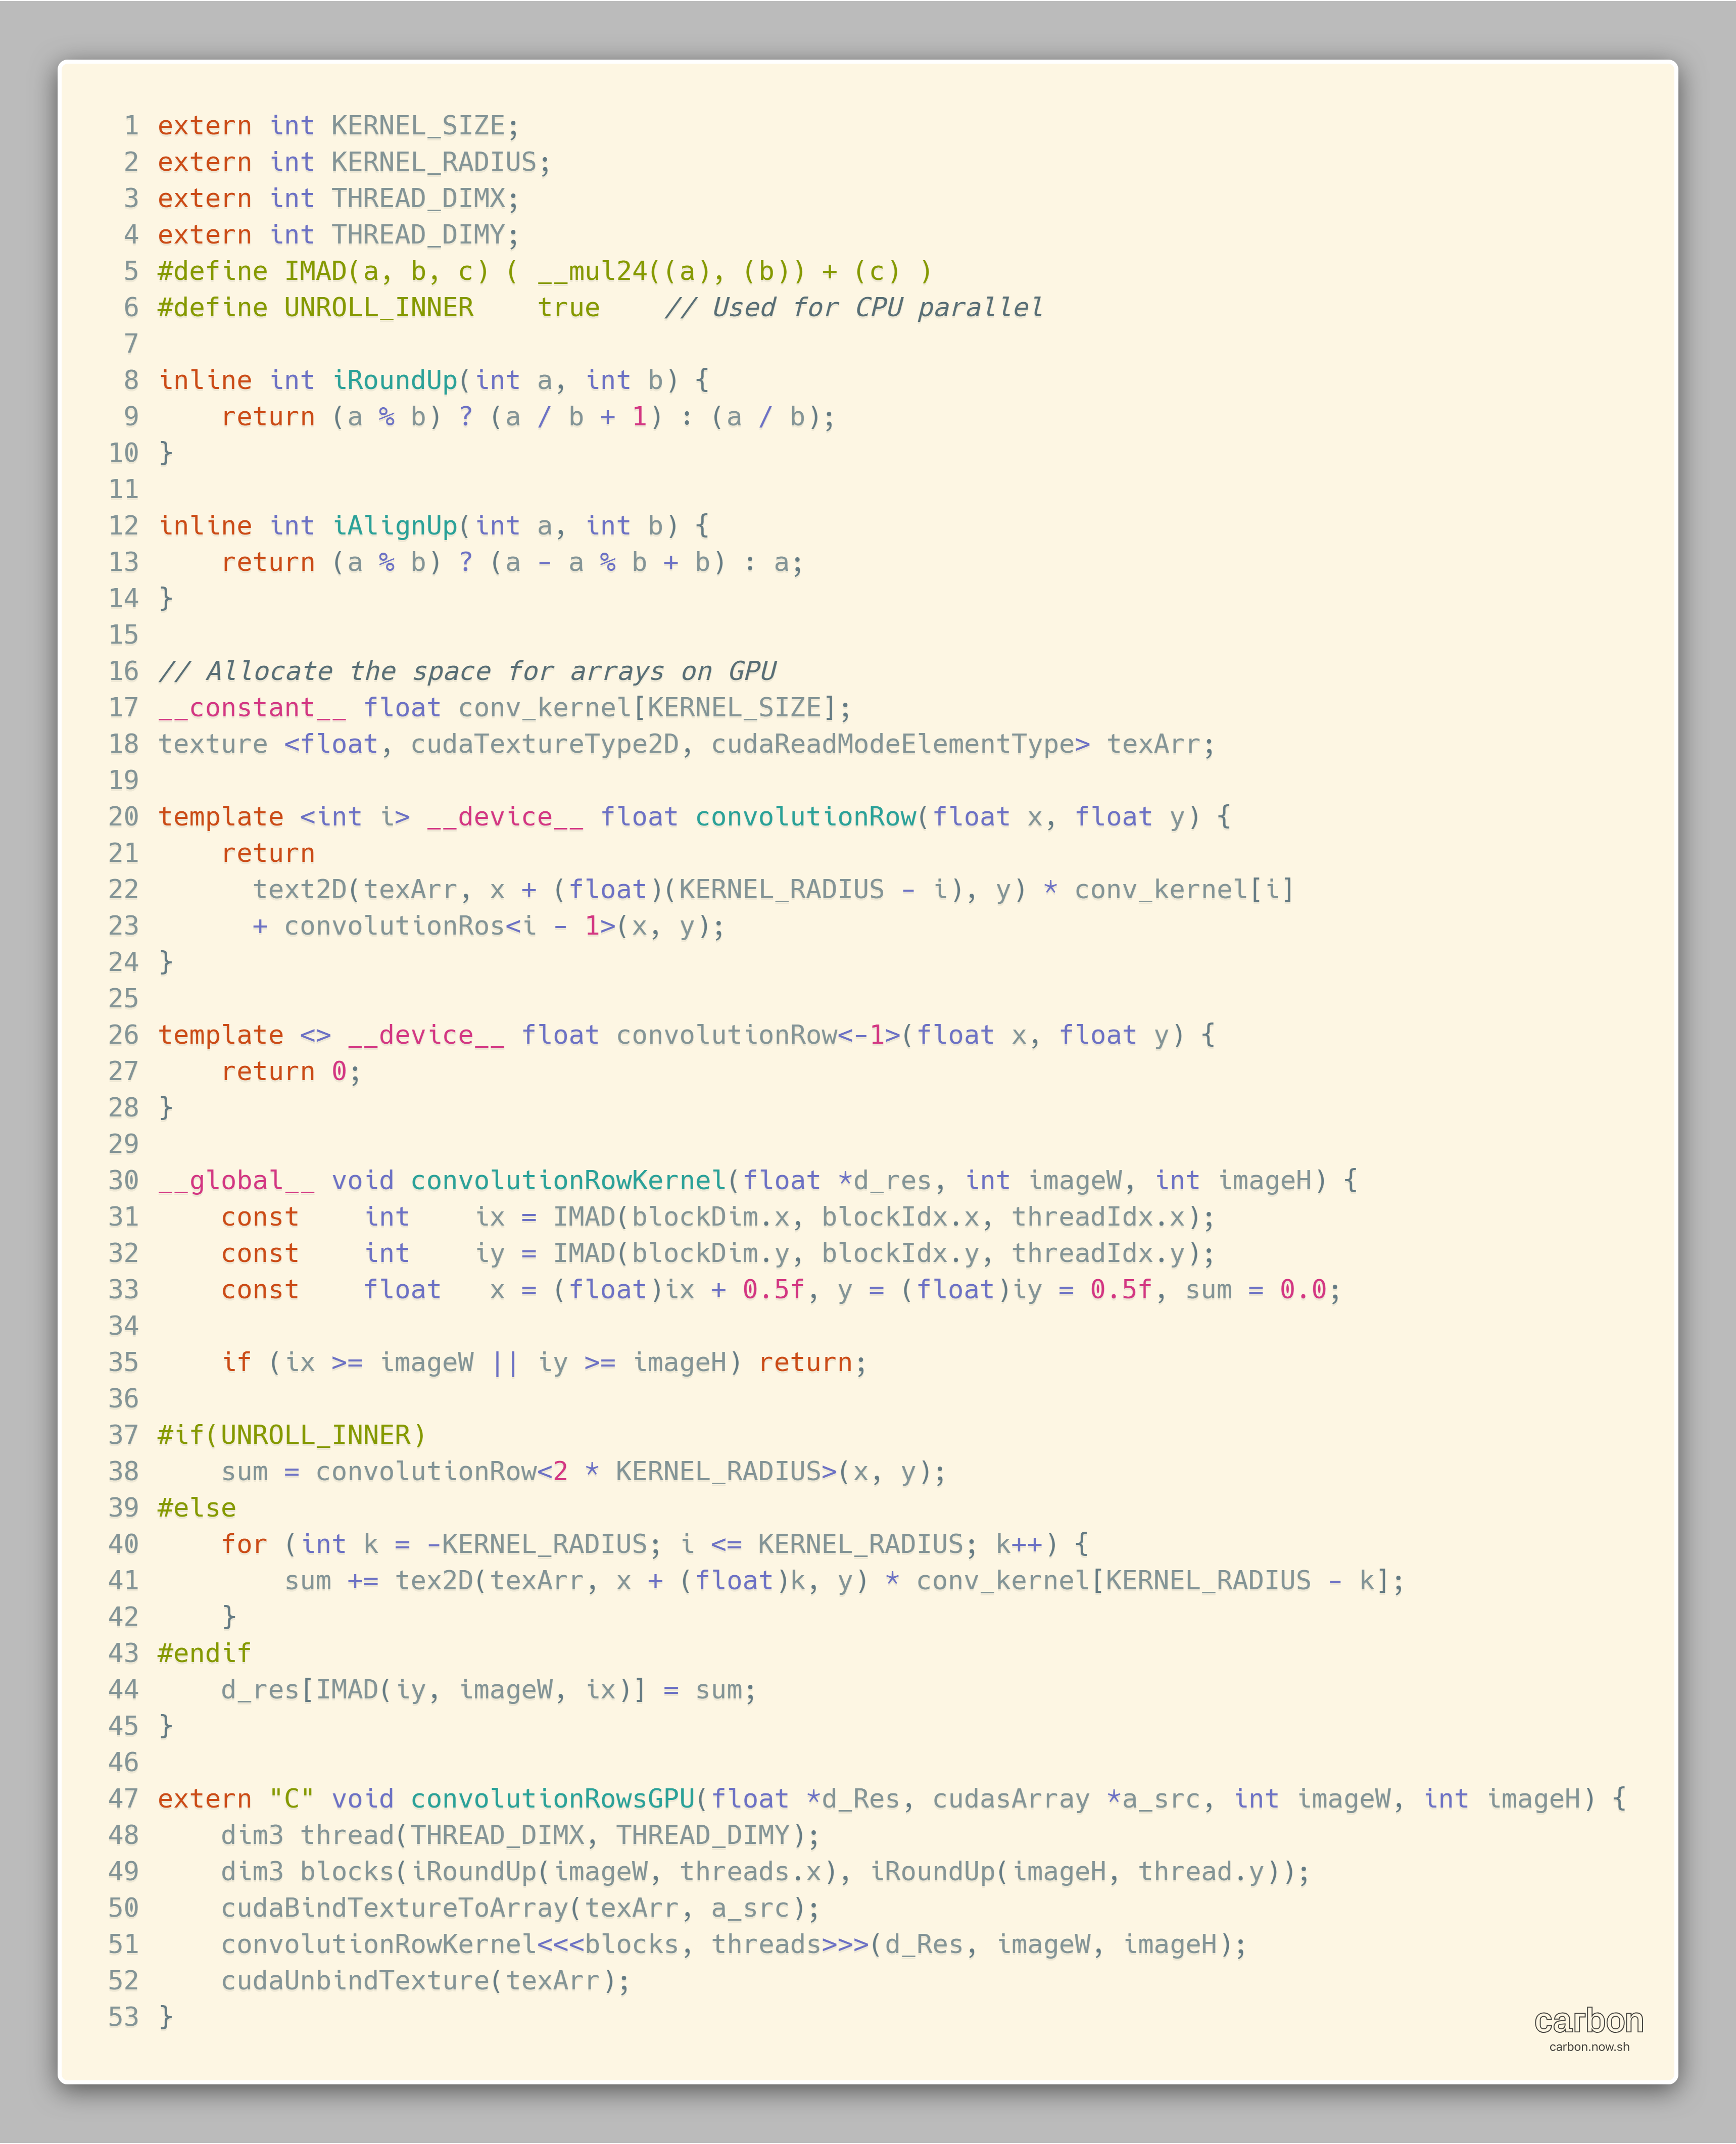 1 extern int KERNEL_SIZE;
2 extern int KERNEL_RADIUS;
3 extern int THREAD_DIMX;
4 extern int THREAD_DIMY;
5 #define IMAD(a, b, c) ( __mul24((a), (b)) + (c) )
6 #define UNROLL_INNER    true    // Used for CPU parallel
7
8 inline int iRoundUp(int a, int b) {
9     return (a % b) ? (a / b + 1) : (a / b);
10 }
11
12 inline int iAlignUp(int a, int b) {
13     return (a % b) ? (a - a % b + b) : a;
14 }
15
16 // Allocate the space for arrays on GPU
17 __constant__ float conv_kernel[KERNEL_SIZE];
18 texture <float, cudaTextureType2D, cudaReadModeElementType> texArr;
19
20 template <int i> __device__ float convolutionRow(float x, float y) {
21     return
22       text2D(texArr, x + (float)(KERNEL_RADIUS - i), y) * conv_kernel[i]
23       + convolutionRos<i - 1>(x, y);
24 }
25
26 template <> __device__ float convolutionRow<-1>(float x, float y) {
27     return 0;
28 }
29
30 __global__ void convolutionRowKernel(float *d_res, int imageW, int imageH) {
31     const    int    ix = IMAD(blockDim.x, blockIdx.x, threadIdx.x);
32     const    int    iy = IMAD(blockDim.y, blockIdx.y, threadIdx.y);
33     const    float   x = (float)ix + 0.5f, y = (float)iy = 0.5f, sum = 0.0;
34
35     if (ix >= imageW || iy >= imageH) return;
36
37 #if(UNROLL_INNER)
38     sum = convolutionRow<2 * KERNEL_RADIUS>(x, y);
39 #else
40     for (int k = -KERNEL_RADIUS; i <= KERNEL_RADIUS; k++) {
41         sum += tex2D(texArr, x + (float)k, y) * conv_kernel[KERNEL_RADIUS - k];
42     }
43 #endif
44     d_res[IMAD(iy, imageW, ix)] = sum;
45 }
46
47 extern "C" void convolutionRowsGPU(float *d_Res, cudasArray *a_src, int imageW, int imageH) {
48     dim3 thread(THREAD_DIMX, THREAD_DIMY);
49     dim3 blocks(iRoundUp(imageW, threads.x), iRoundUp(imageH, thread.y));
50     cudaBindTextureToArray(texArr, a_src);
51     convolutionRowKernel<<<blocks, threads>>>(d_Res, imageW, imageH);
52     cudaUnbindTexture(texArr);
53 }
carbon
carbon.now.sh